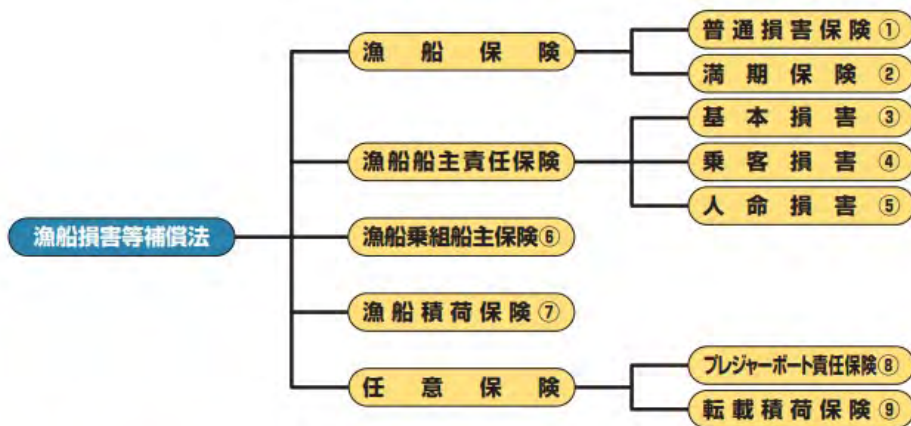 漁船損害等補償法
漁船保険
普通損害保険①
満期保険②
漁船船主責任保険
基本損害③
乗客損害④
人命損害⑤
漁船乗組船主保険⑥
漁船積荷保険⑦
任意保険
プレジャーボート責任保険⑧
転載積荷保険⑨